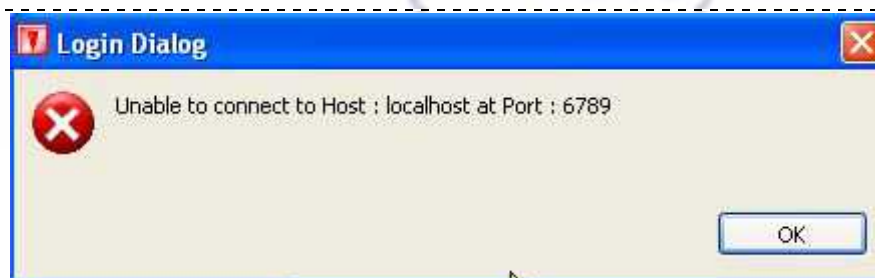 Login Dialog
Unable to connect to Host : localhost at Port : 6789
OK